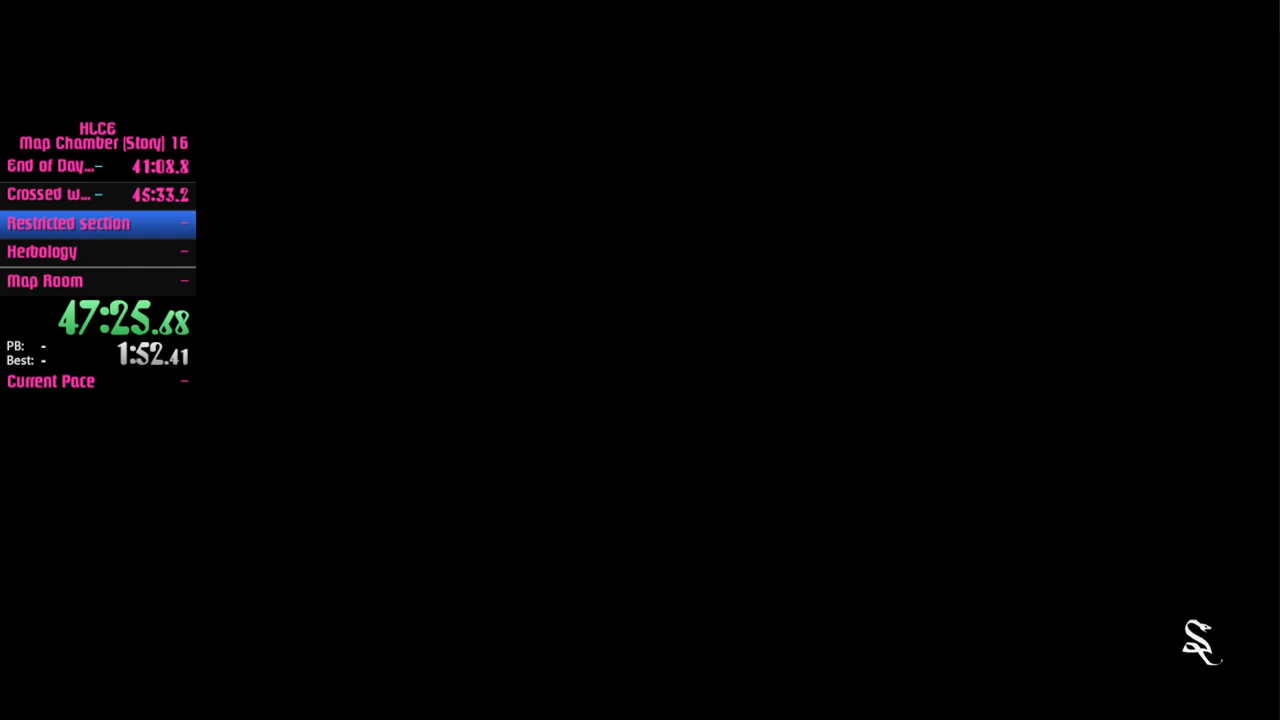 HLCE
Map Chamber (Story) 16
End of Day... - 41:08.8
Crossed w... - 45:33.2
Restricted section -
Herbology -
Map Room -
47:25.68
PB: -
Best: - 1:52.41
Current Pace -